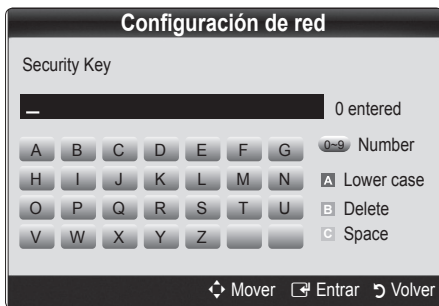 Configuración de red
Security Key
_
0 entered
A B C D E F G 0~9 Number
H I J K L M N A Lower case
O P Q R S T U B Delete
V W X Y Z C Space
Mover Entrar Volver